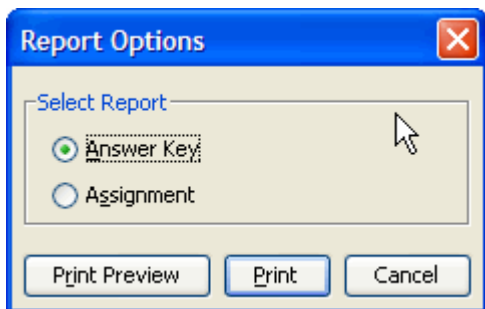 Report Options
Select Report
Answer Key
Assignment
Print Preview Print Cancel